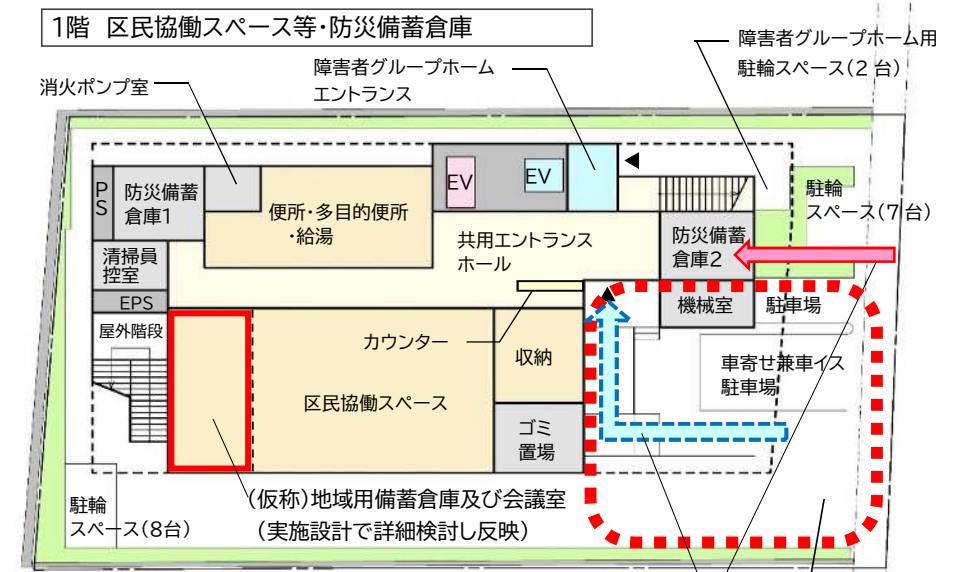 1階 区民協働スペース等・防災備蓄倉庫
障害者グループホーム用
駐輪スペース(2台)
障害者グループホーム
エントランス
消火ポンプ室
PS
防災備蓄
倉庫1
便所・多目的便所
・給湯
EV
EV
駐輪
スペース(7台)
共用エントランス
ホール
防災備蓄
倉庫2
清掃員
控室
EPS
機械室
駐車場
屋外階段
カウンター
収納
車寄せ兼車イス
駐車場
区民協働スペース
ゴミ
置場
駐輪
スペース(8台)
(仮称)地域用備蓄倉庫及び会議室
(実施設計で詳細検討し反映)